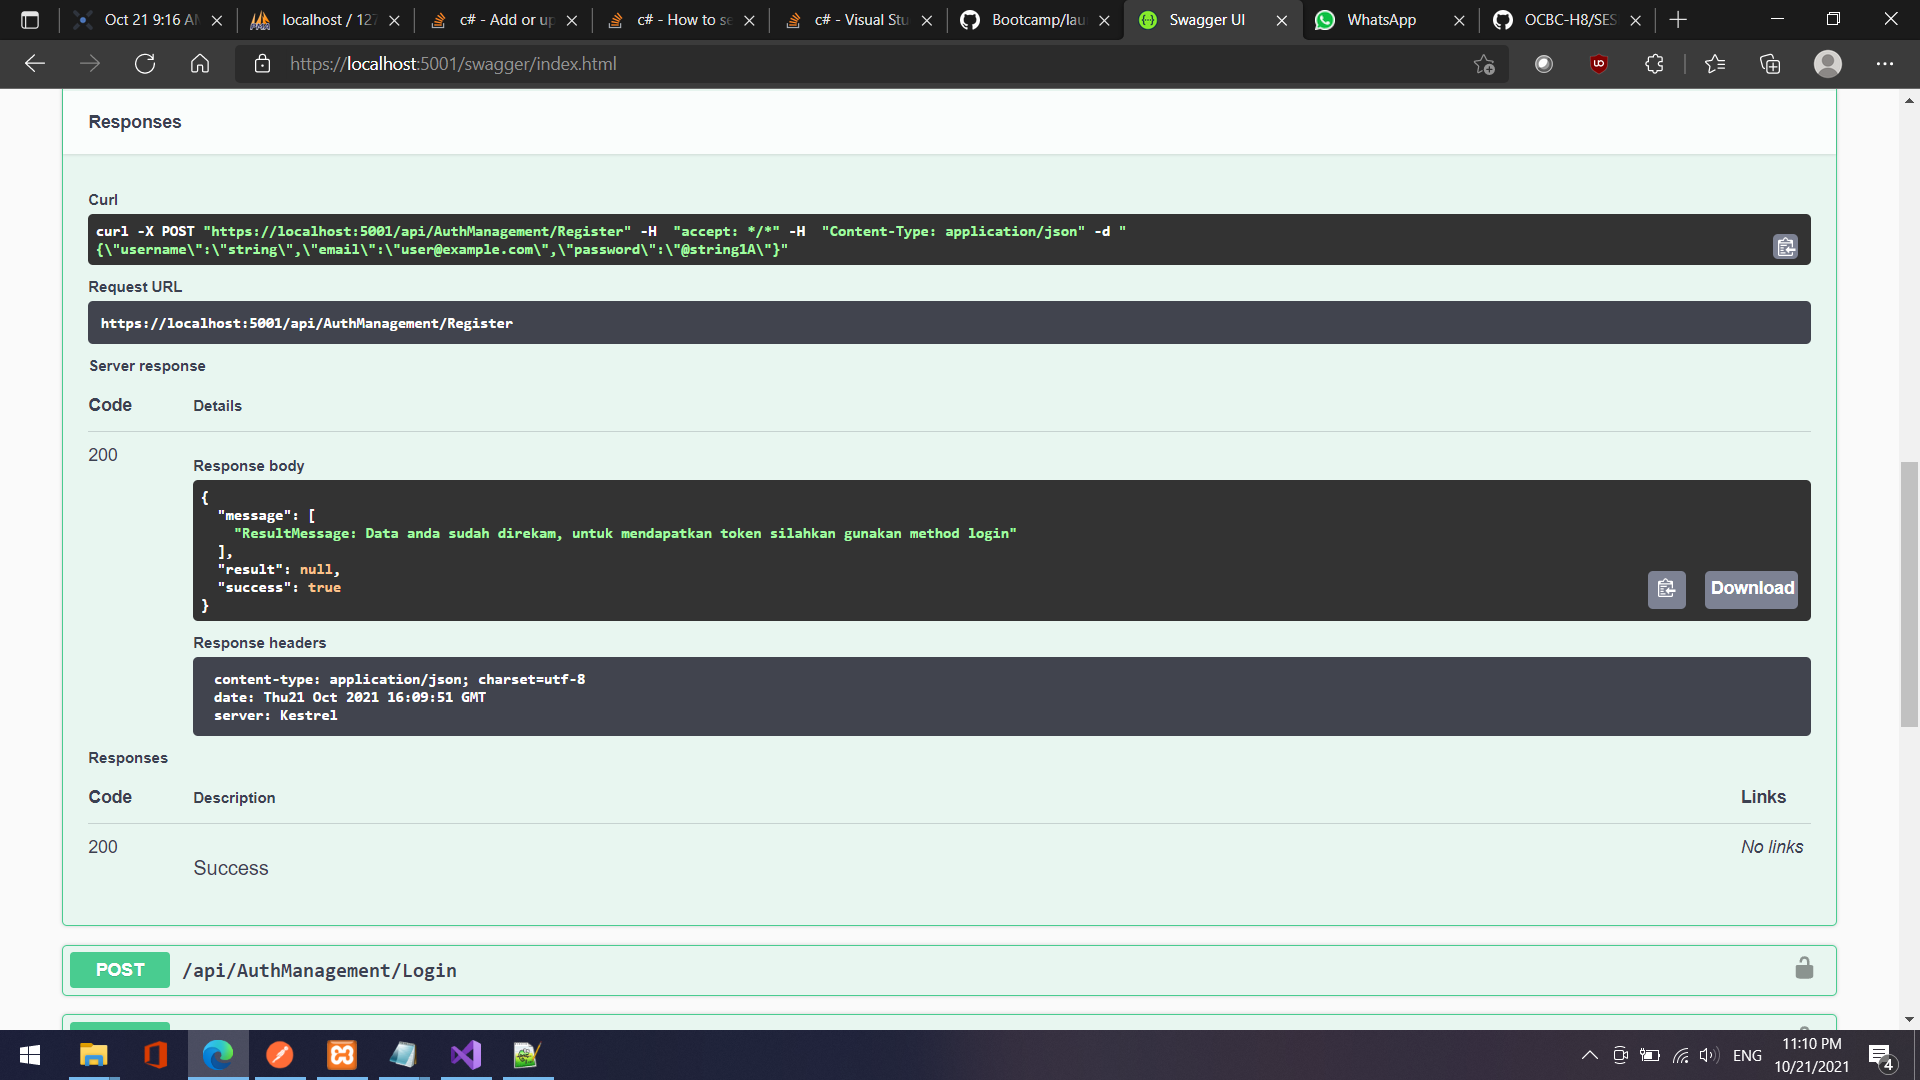 Oct 21 9:16 AM
localhost / 127
c# - Add or up
c# - How to se
c# - Visual Stu
Bootcamp/lau
Swagger UI
WhatsApp
OCBC-H8/SES
https://localhost:5001/swagger/index.html
Responses
Curl
curl -X POST "https://localhost:5001/api/AuthManagement/Register" -H  "accept: */*" -H  "Content-Type: application/json" -d "
{\"username\":\"string\",\"email\":\"user@example.com\",\"password\":\"@string1A\"}"
Request URL
https://localhost:5001/api/AuthManagement/Register
Server response
Code Details
200
Response body
{
"message": [
"ResultMessage: Data anda sudah direkam, untuk mendapatkan token silahkan gunakan method login"
],
"result": null,
"success": true
}
Download
Response headers
content-type: application/json; charset=utf-8
date: Thu21 Oct 2021 16:09:51 GMT
server: Kestrel
Responses
Code Description Links
200
Success
No links
POST /api/AuthManagement/Login
ENG
11:10 PM
10/21/2021
4